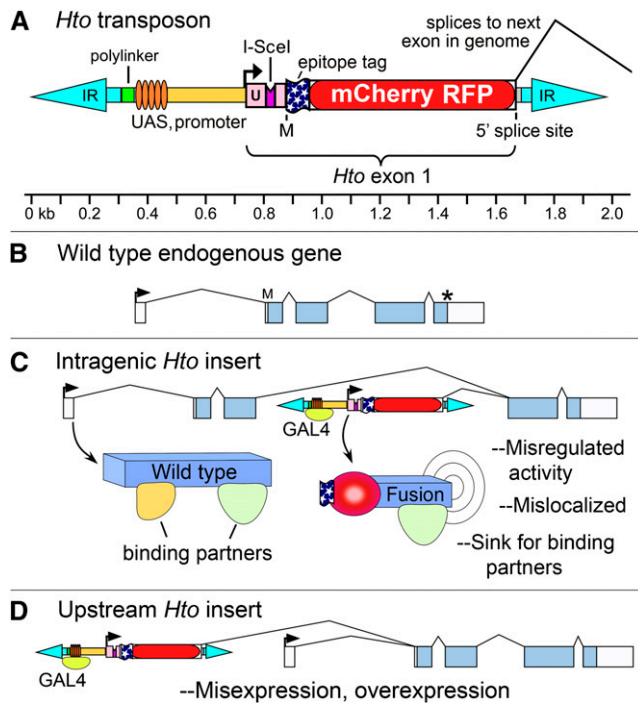 A Hto transposon
splices to next
exon in genome
I-SceI
polylinker
epitope tag
IR
U
mCherry RFP
IR
UAS, promoter
M
5' splice site
Hto exon 1
0 kb 0.2 0.4 0.6 0.8 1.0 1.2 1.4 1.6 1.8 2.0
B Wild type endogenous gene
M
*
C Intragenic Hto insert
GAL4
Wild type
binding partners
Fusion
--Misregulated
activity
--Mislocalized
--Sink for binding
partners
D Upstream Hto insert
GAL4
--Misexpression, overexpression